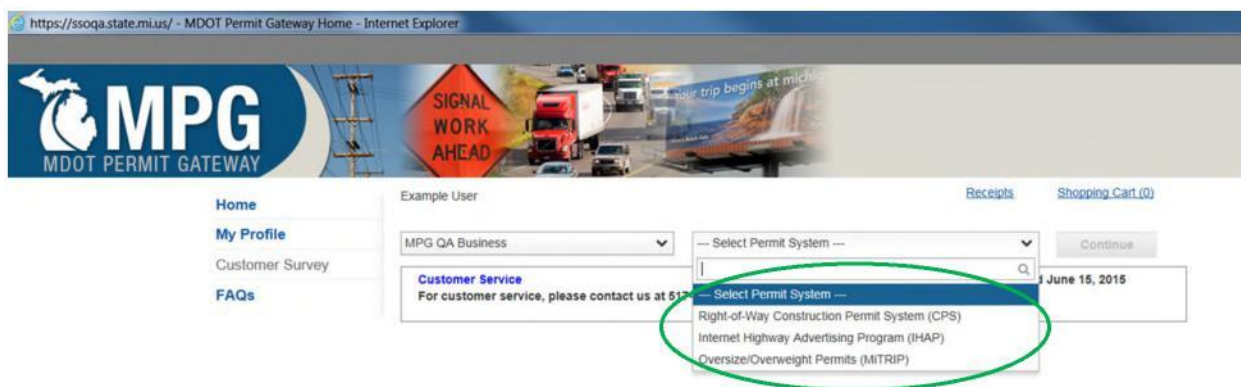 https://ssoqa.state.mi.us/ - MDOT Permit Gateway Home - Internet Explorer
MPG
MDOT PERMIT GATEWAY
SIGNAL
WORK
AHEAD
Your trip begins at michig
Home
My Profile
Customer Survey
FAQs
Example User
Receipts
Shopping Cart (0)
MPG QA Business
--- Select Permit System ---
Continue
Customer Service
June 15, 2015
For customer service, please contact us at 517
--- Select Permit System ---
Right-of-Way Construction Permit System (CPS)
Internet Highway Advertising Program (IHAP)
Oversize/Overweight Permits (MiTRIP)